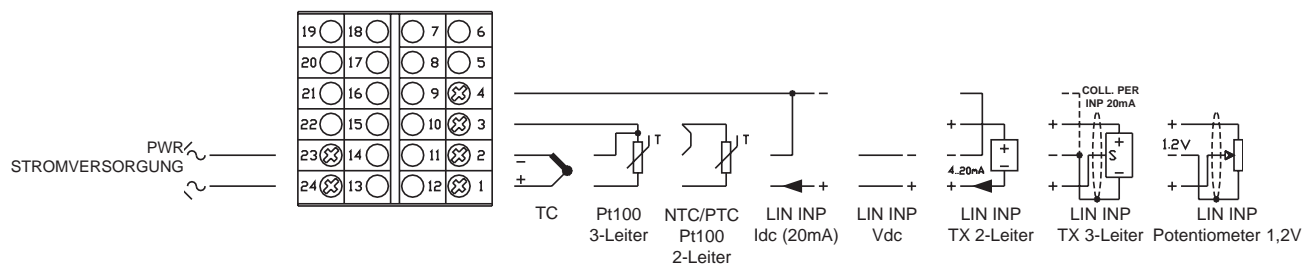 19 18 7 6
20 17 8 5
21 16 9 4
22 15 10 3
23 14 11 2
24 13 12 1
PWR/
STROMVERSORGUNG
COLL. PER
INP 20mA
T
T
+
S
1.2V
4..20mA
TC
Pt100
3-Leiter
NTC/PTC
Pt100
2-Leiter
LIN INP
Idc (20mA)
LIN INP
Vdc
LIN INP
TX 2-Leiter
LIN INP
TX 3-Leiter
LIN INP
Potentiometer 1,2V